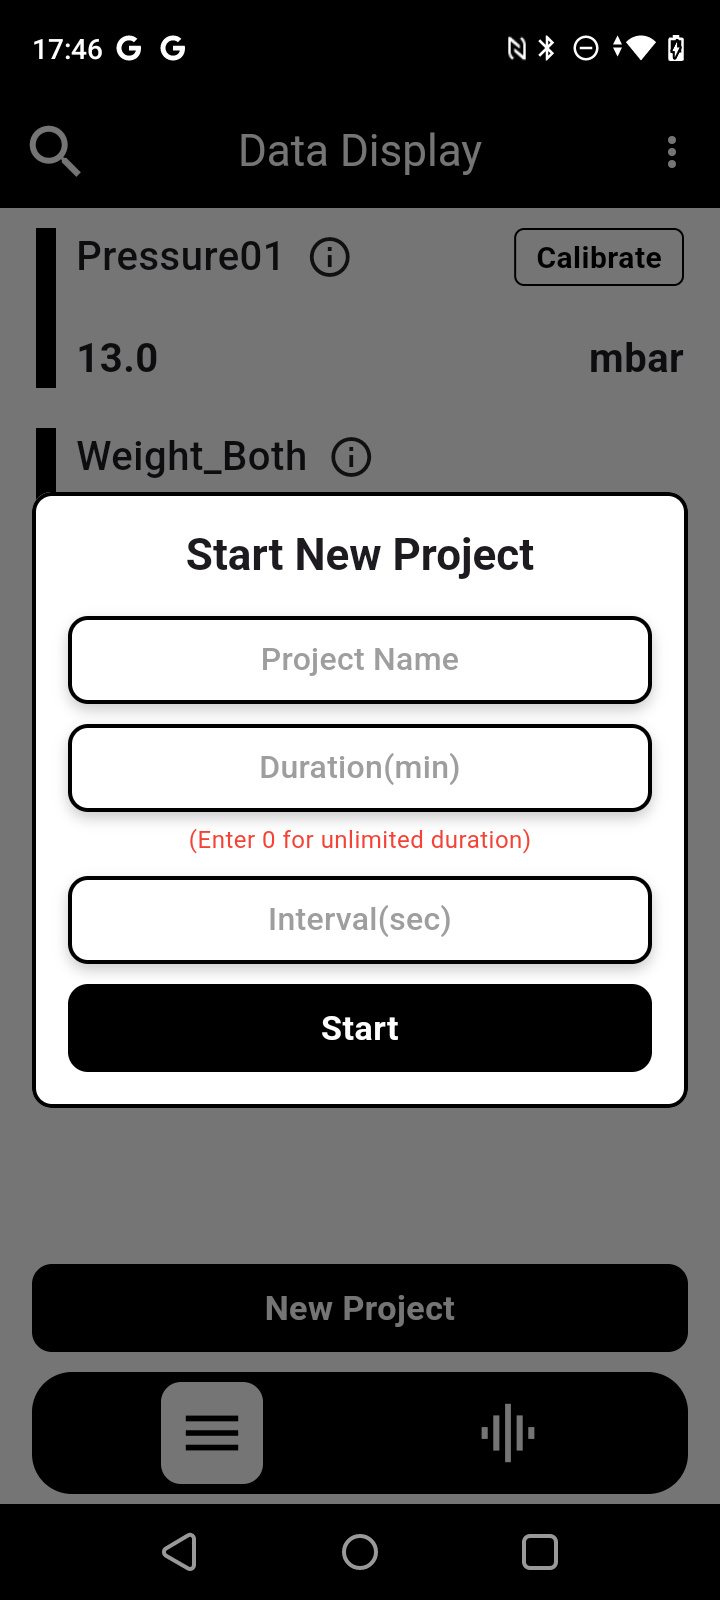 17:46
Data Display
Pressure01
Calibrate
13.0 mbar
Weight_Both
Start New Project
Project Name
Duration(min)
(Enter 0 for unlimited duration)
Interval(sec)
Start
New Project